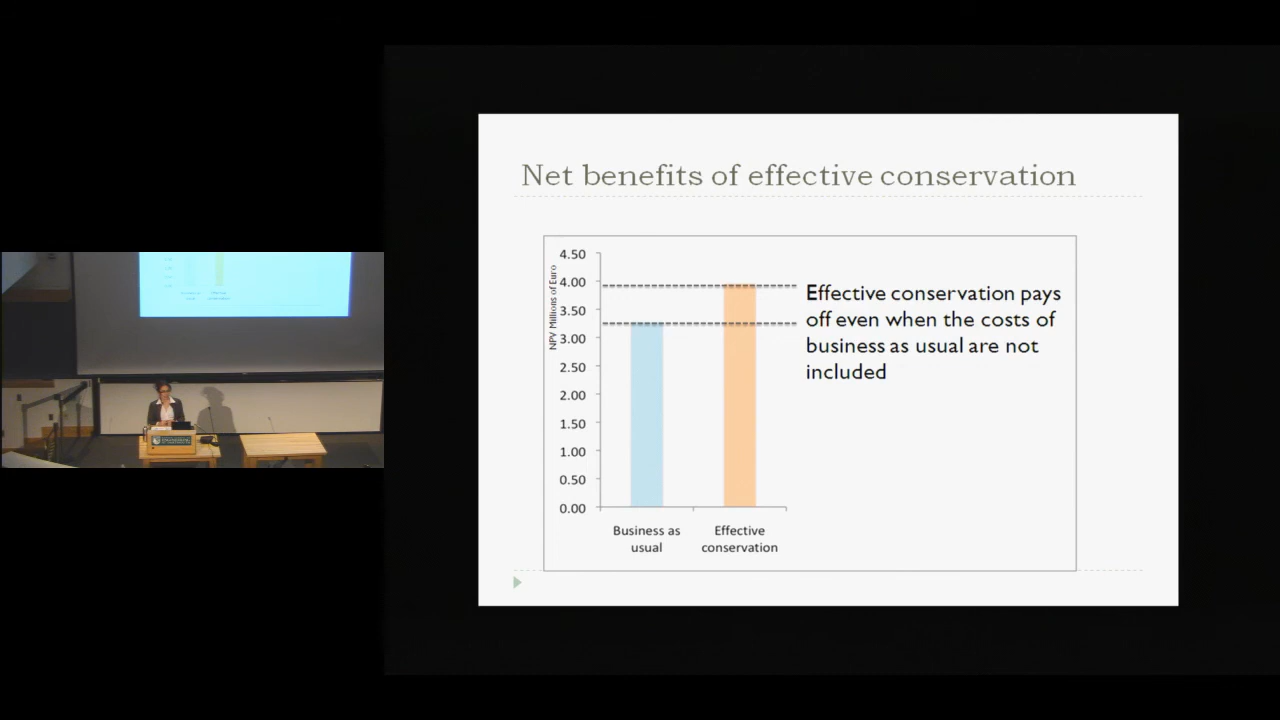 Net benefits of effective conservation
NPV Millions of Euro
4.50
4.00
3.50
3.00
2.50
2.00
1.50
1.00
0.50
0.00
Business as
usual
Effective
conservation
Effective conservation pays
off even when the costs of
business as usual are not
included